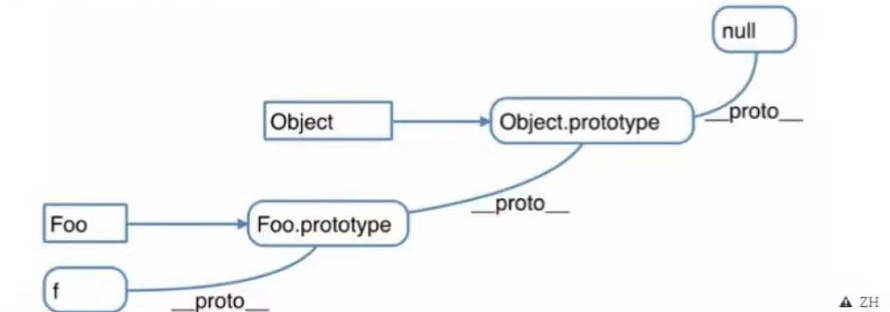 null
Object
Object.prototype
__proto__
Foo
Foo.prototype
__proto__
f
__proto__
▲ ZH